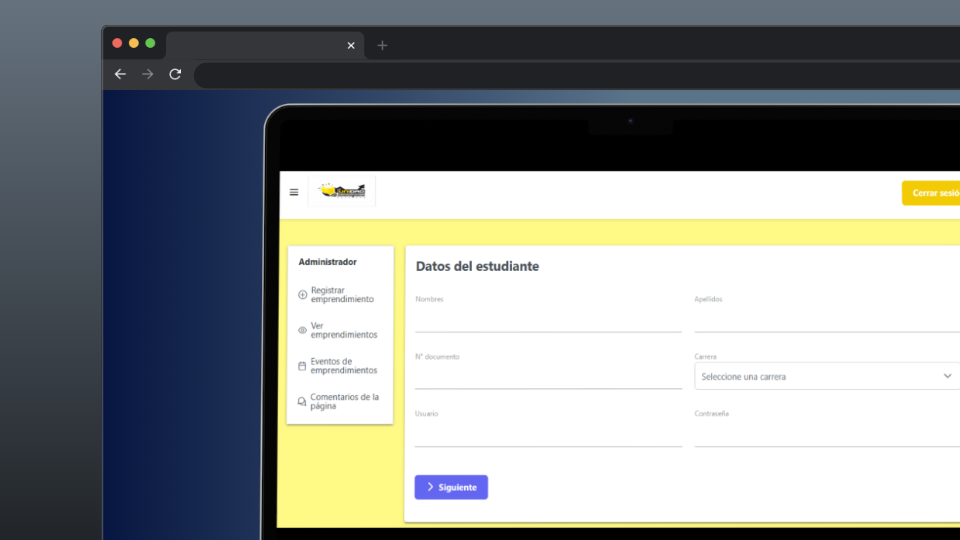 Cerrar sesió
Administrador
Registrar
emprendimiento
Ver
emprendimientos
Eventos de
emprendimientos
Comentarios de la
página
Datos del estudiante
Nombres
Apellidos
N° documento
Carrera
Seleccione una carrera
Usuario
Contraseña
Siguiente